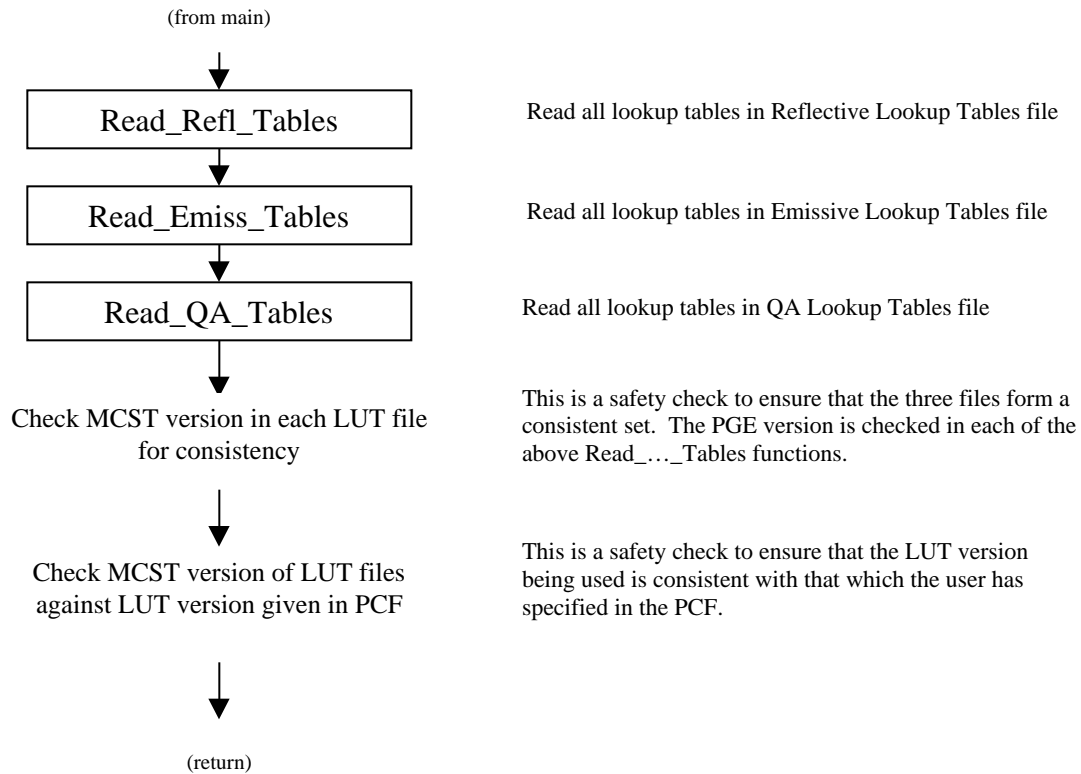 (from main)
Read_Refl_Tables
Read all lookup tables in Reflective Lookup Tables file
Read_Emiss_Tables
Read all lookup tables in Emissive Lookup Tables file
Read_QA_Tables
Read all lookup tables in QA Lookup Tables file
Check MCST version in each LUT file
for consistency
This is a safety check to ensure that the three files form a
consistent set.  The PGE version is checked in each of the
above Read_…_Tables functions.
Check MCST version of LUT files
against LUT version given in PCF
This is a safety check to ensure that the LUT version
being used is consistent with that which the user has
specified in the PCF.
(return)